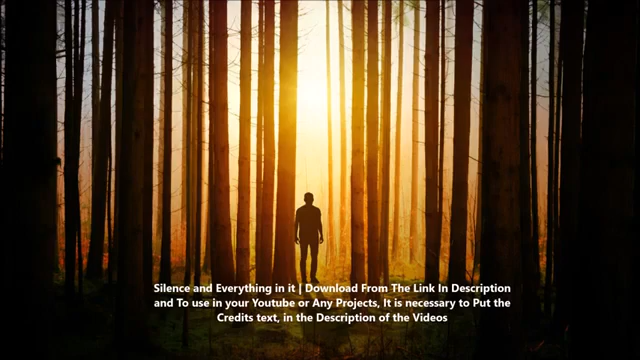 Silence and Everything in it | Download From The Link In Description
and To use in your Youtube or Any Projects, It is necessary to Put the
Credits text, in the Description of the Videos